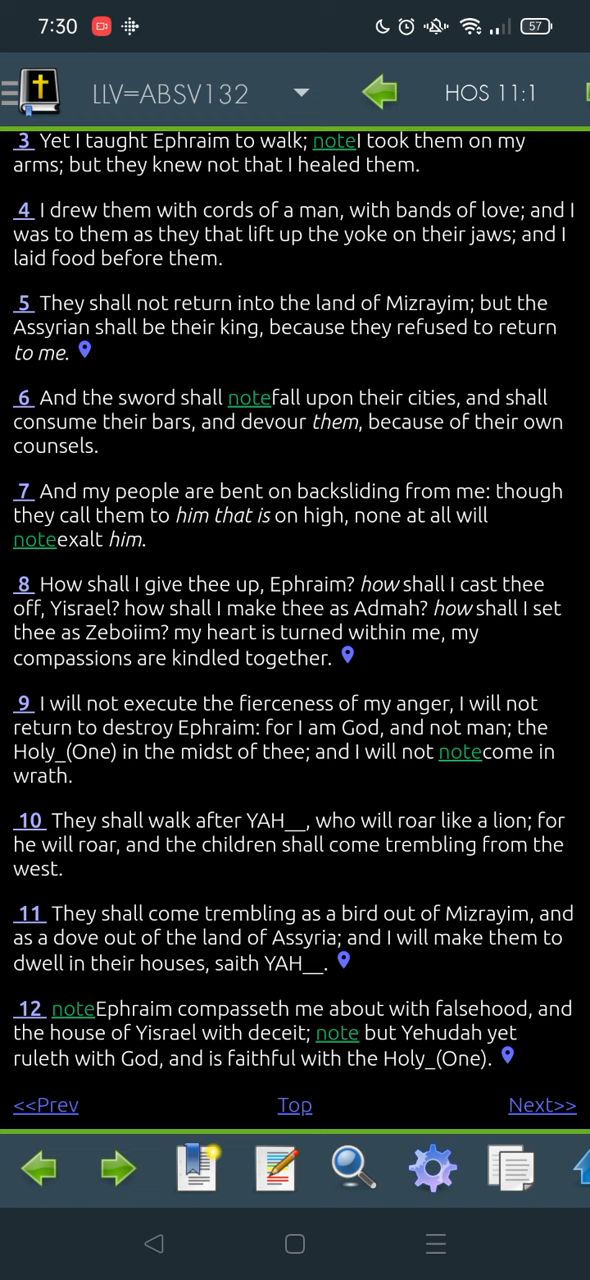 7:30 57
LLV=ABSV132 HOS 11:1
3 Yet I taught Ephraim to walk; noteI took them on my
arms; but they knew not that I healed them.
4 I drew them with cords of a man, with bands of love; and I
was to them as they that lift up the yoke on their jaws; and I
laid food before them.
5 They shall not return into the land of Mizrayim; but the
Assyrian shall be their king, because they refused to return
to me.
6 And the sword shall notefall upon their cities, and shall
consume their bars, and devour them, because of their own
counsels.
7 And my people are bent on backsliding from me: though
they call them to him that is on high, none at all will
noteexalt him.
8 How shall I give thee up, Ephraim? how shall I cast thee
off, Yisrael? how shall I make thee as Admah? how shall I set
thee as Zeboiim? my heart is turned within me, my
compassions are kindled together.
9 I will not execute the fierceness of my anger, I will not
return to destroy Ephraim: for I am God, and not man; the
Holy_(One) in the midst of thee; and I will not notecome in
wrath.
10 They shall walk after YAH__, who will roar like a lion; for
he will roar, and the children shall come trembling from the
west.
11 They shall come trembling as a bird out of Mizrayim, and
as a dove out of the land of Assyria; and I will make them to
dwell in their houses, saith YAH__.
12 noteEphraim compasseth me about with falsehood, and
the house of Yisrael with deceit; note but Yehudah yet
ruleth with God, and is faithful with the Holy_(One).
<<Prev Top Next>>